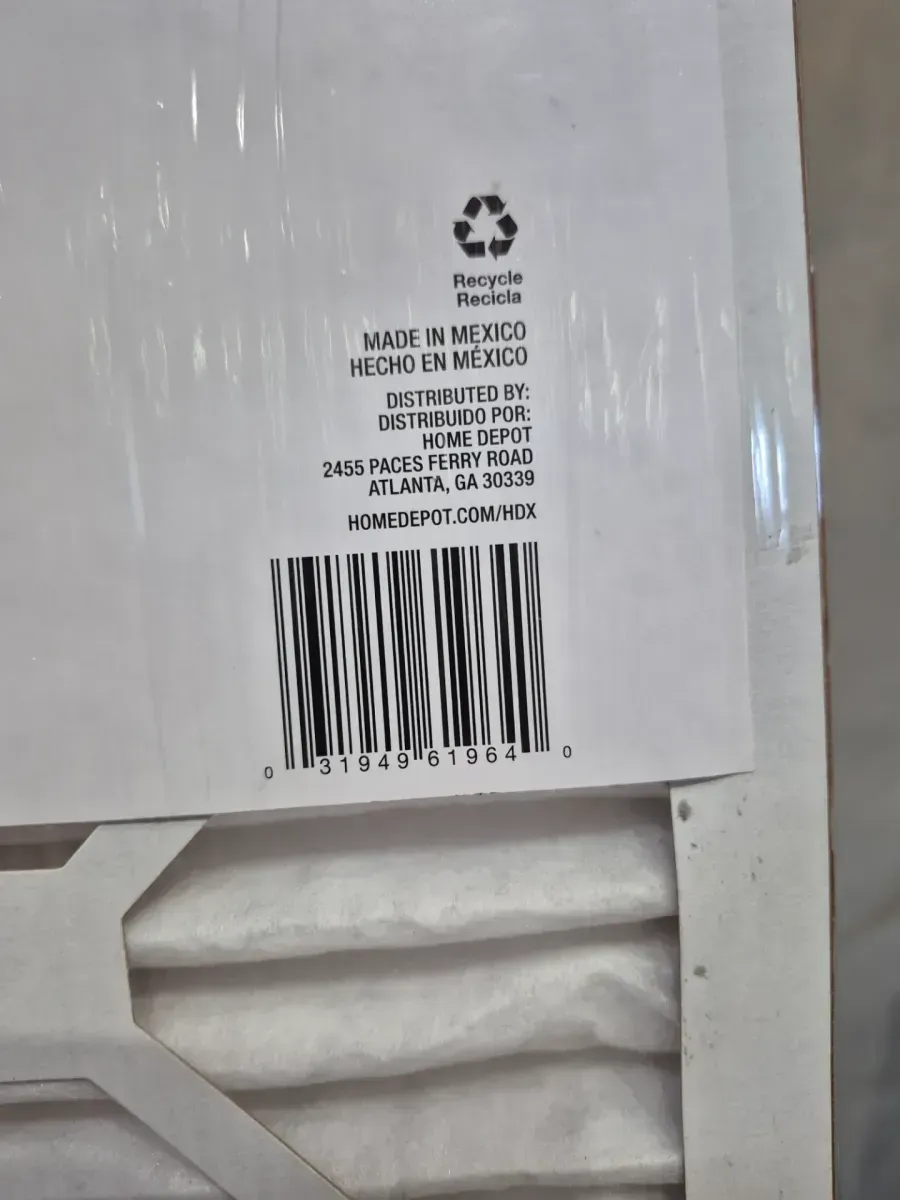 Recycle
Recicla
MADE IN MEXICO
HECHO EN MÉXICO
DISTRIBUTED BY:
DISTRIBUIDO POR:
HOME DEPOT
2455 PACES FERRY ROAD
ATLANTA, GA 30339
HOMEDEPOT.COM/HDX
0 31949 61964 0